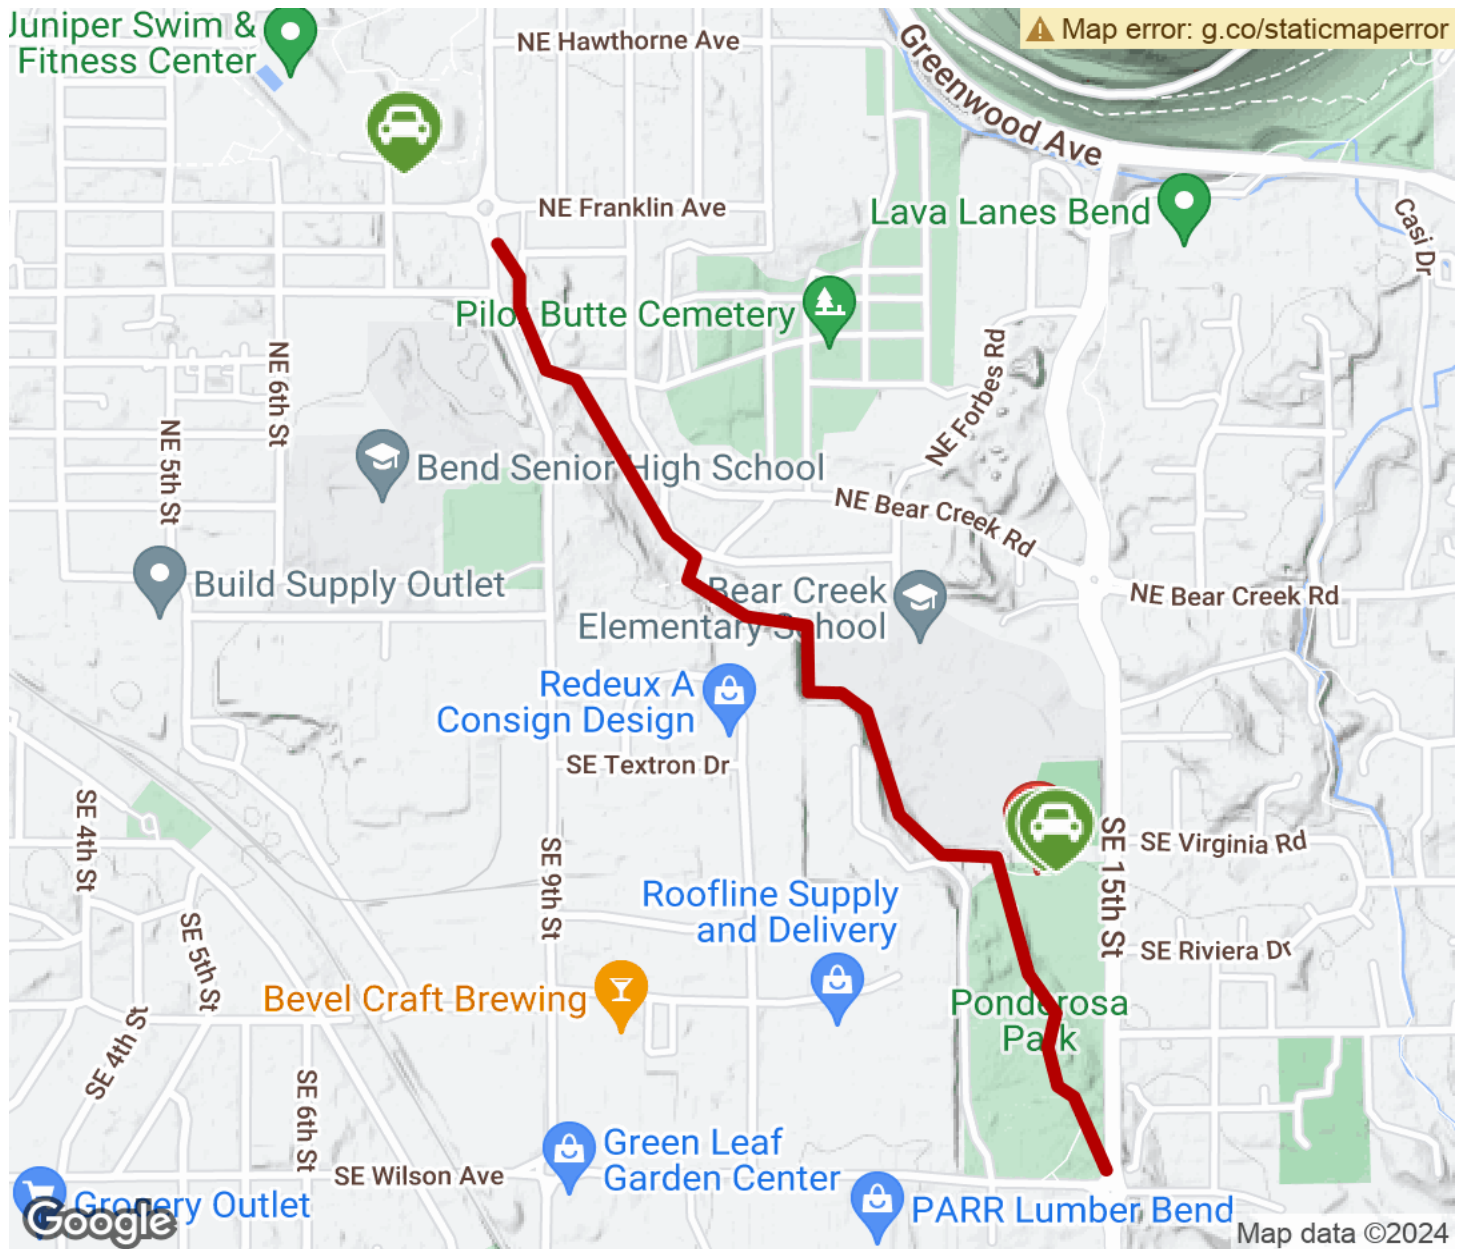 Juniper Swim &
Fitness Center
NE Hawthorne Ave
Map error: g.co/staticmaperror
Greenwood Ave
NE Franklin Ave
Lava Lanes Bend
Casi Dr
Pilot Butte Cemetery
NE 6th St
NE Forbes Rd
NE 5th St
Bend Senior High School
NE Bear Creek Rd
Build Supply Outlet
Bear Creek
Elementary School
NE Bear Creek Rd
Redeux A
Consign Design
SE Textron Dr
SE 4th St
SE 9th St
SE 15th St
SE Virginia Rd
Roofline Supply
and Delivery
SE 5th St
SE Riviera Dr
Bevel Craft Brewing
Ponderosa
Park
SE 4th St
SE 6th St
Green Leaf
Garden Center
SE Wilson Ave
Grocery Outlet
PARR Lumber Bend
Google
Map data ©2024